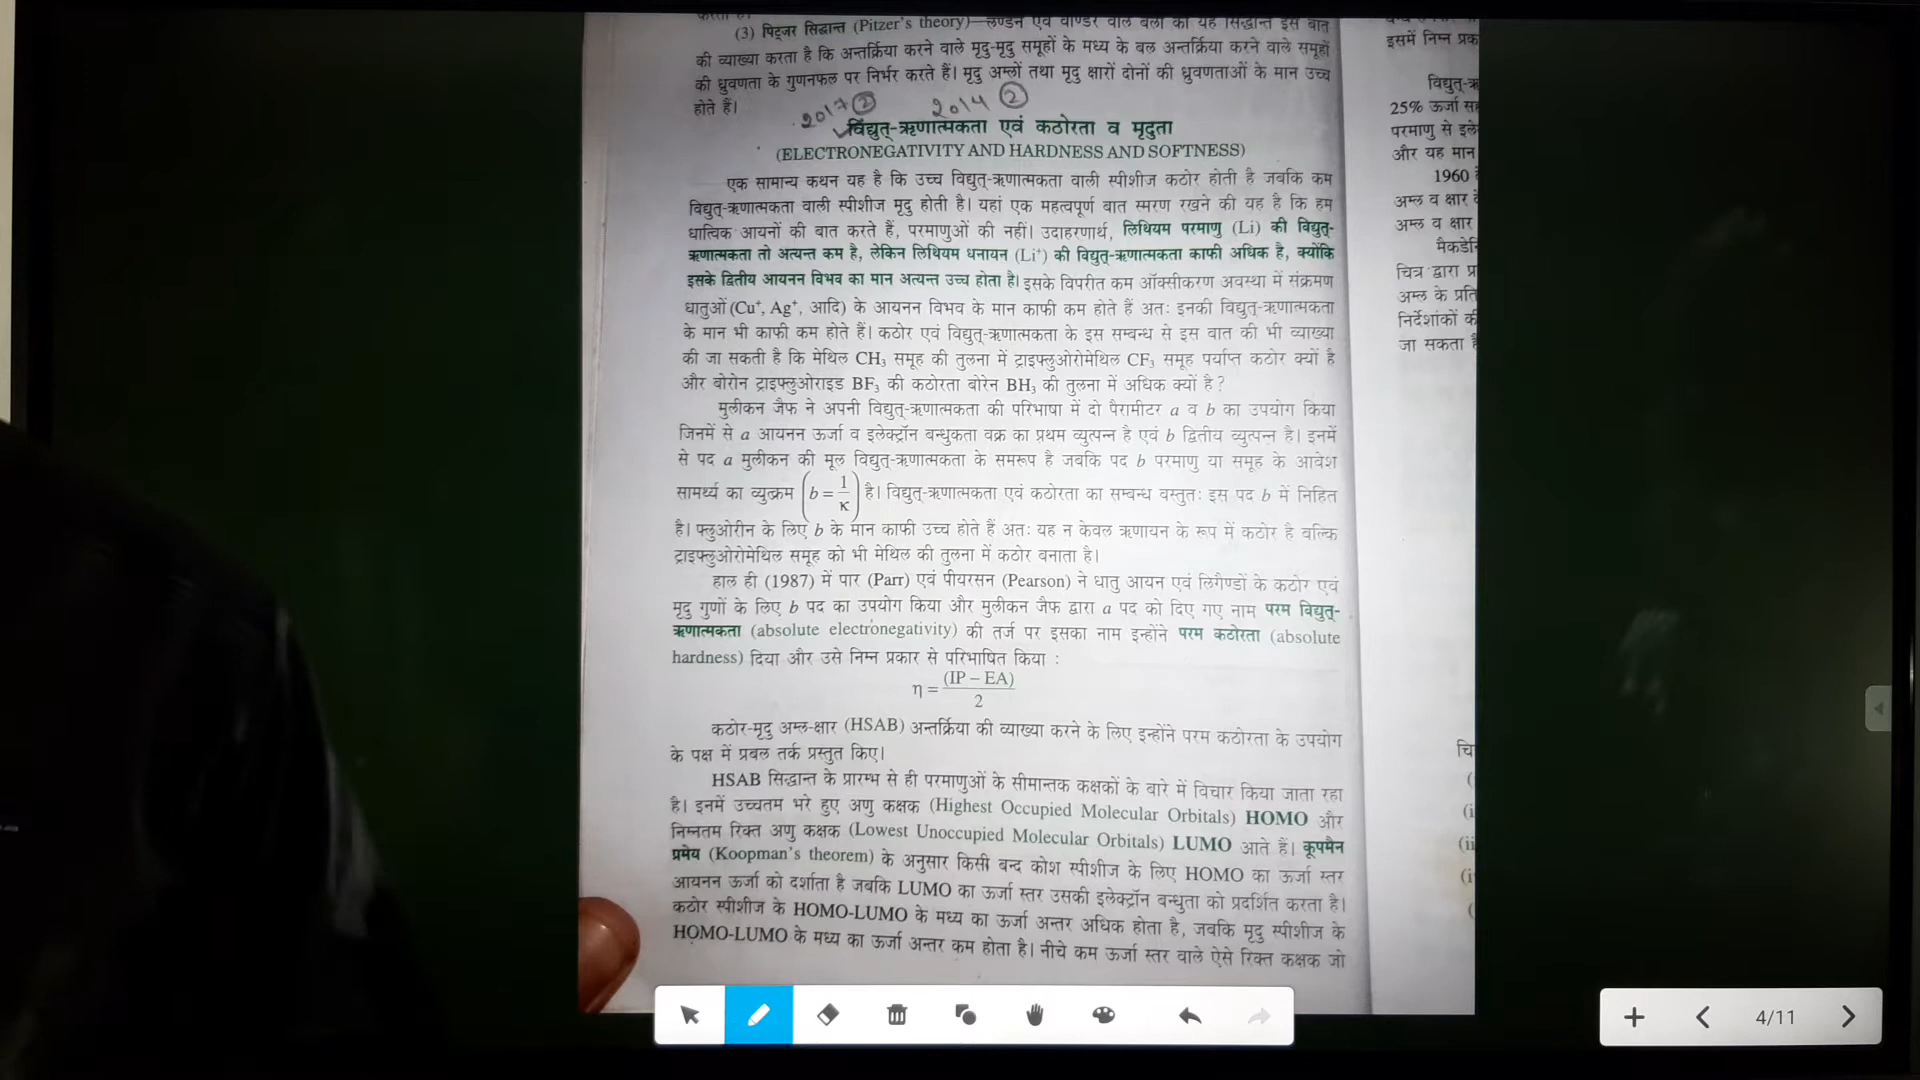 (3) पिट्जर सिद्धान्त (Pitzer's theory)—लण्डन एवं वाण्डर वाल बलों का यह सिद्धान्त इस बात
की व्याख्या करता है कि अन्तर्क्रिया करने वाले मृदु-मृदु समूहों के मध्य के बल अन्तर्क्रिया करने वाले समूहों
की ध्रुवणता के गुणनफल पर निर्भर करते हैं। मृदु अम्लों तथा मृदु क्षारों दोनों की ध्रुवणताओं के मान उच्च
होते हैं।
2017 ② 2014 ②
विद्युत्-ऋणात्मकता एवं कठोरता व मृदुता
(ELECTRONEGATIVITY AND HARDNESS AND SOFTNESS)
एक सामान्य कथन यह है कि उच्च विद्युत्-ऋणात्मकता वाली स्पीशीज कठोर होती है जबकि कम
विद्युत्-ऋणात्मकता वाली स्पीशीज मृदु होती है। यहां एक महत्वपूर्ण बात स्मरण रखने की यह है कि हम
धात्विक आयनों की बात करते हैं, परमाणुओं की नहीं। उदाहरणार्थ, लिथियम परमाणु (Li) की विद्युत्-
ऋणात्मकता तो अत्यन्त कम है, लेकिन लिथियम धनायन (Li⁺) की विद्युत्-ऋणात्मकता काफी अधिक है, क्योंकि
इसके द्वितीय आयनन विभव का मान अत्यन्त उच्च होता है। इसके विपरीत कम ऑक्सीकरण अवस्था में संक्रमण
धातुओं (Cu⁺, Ag⁺, आदि) के आयनन विभव के मान काफी कम होते हैं अतः इनकी विद्युत्-ऋणात्मकता
के मान भी काफी कम होते हैं। कठोर एवं विद्युत्-ऋणात्मकता के इस सम्बन्ध से इस बात की भी व्याख्या
की जा सकती है कि मेथिल CH₃ समूह की तुलना में ट्राइफ्लुओरोमेथिल CF₃ समूह पर्याप्त कठोर क्यों है
और बोरोन ट्राइफ्लुओराइड BF₃ की कठोरता बोरेन BH₃ की तुलना में अधिक क्यों है?
मुलीकन जैफ ने अपनी विद्युत्-ऋणात्मकता की परिभाषा में दो पैरामीटर a व b का उपयोग किया
जिनमें से a आयनन ऊर्जा व इलेक्ट्रॉन बन्धुकता वक्र का प्रथम व्युत्पन्न है एवं b द्वितीय व्युत्पन्न है। इनमें
से पद a मुलीकन की मूल विद्युत्-ऋणात्मकता के समरूप है जबकि पद b परमाणु या समूह के आवेश
सामर्थ्य का व्युत्क्रम (b = 1/κ) है। विद्युत्-ऋणात्मकता एवं कठोरता का सम्बन्ध वस्तुतः इस पद b में निहित
है। फ्लुओरीन के लिए b के मान काफी उच्च होते हैं अतः यह न केवल ऋणायन के रूप में कठोर है बल्कि
ट्राइफ्लुओरोमेथिल समूह को भी मेथिल की तुलना में कठोर बनाता है।
हाल ही (1987) में पार (Parr) एवं पीयरसन (Pearson) ने धातु आयन एवं लिगैण्डों के कठोर एवं
मृदु गुणों के लिए b पद का उपयोग किया और मुलीकन जैफ द्वारा a पद को दिए गए नाम परम विद्युत्-
ऋणात्मकता (absolute electronegativity) की तर्ज पर इसका नाम इन्होंने परम कठोरता (absolute
hardness) दिया और उसे निम्न प्रकार से परिभाषित किया :
η = (IP – EA)/2
कठोर-मृदु अम्ल-क्षार (HSAB) अन्तर्क्रिया की व्याख्या करने के लिए इन्होंने परम कठोरता के उपयोग
के पक्ष में प्रबल तर्क प्रस्तुत किए।
HSAB सिद्धान्त के प्रारम्भ से ही परमाणुओं के सीमान्तक कक्षकों के बारे में विचार किया जाता रहा
है। इनमें उच्चतम भरे हुए अणु कक्षक (Highest Occupied Molecular Orbitals) HOMO और
निम्नतम रिक्त अणु कक्षक (Lowest Unoccupied Molecular Orbitals) LUMO आते हैं। कूपमैन
प्रमेय (Koopman's theorem) के अनुसार किसी बन्द कोश स्पीशीज के लिए HOMO का ऊर्जा स्तर
आयनन ऊर्जा को दर्शाता है जबकि LUMO का ऊर्जा स्तर उसकी इलेक्ट्रॉन बन्धुता को प्रदर्शित करता है।
कठोर स्पीशीज के HOMO-LUMO के मध्य का ऊर्जा अन्तर अधिक होता है, जबकि मृदु स्पीशीज के
HOMO-LUMO के मध्य का ऊर्जा अन्तर कम होता है। नीचे कम ऊर्जा स्तर वाले ऐसे रिक्त कक्षक जो
इसमें निम्न प्रक
विद्युत्-ऋ
25% ऊर्जा
परमाणु से इले
और यह मान
1960
अम्ल व क्षार
अम्ल व क्षार
मैकडे
चित्र द्वारा प्र
अम्ल के प्रति
निर्देशांकों की
जा सकता है
चि
4/11